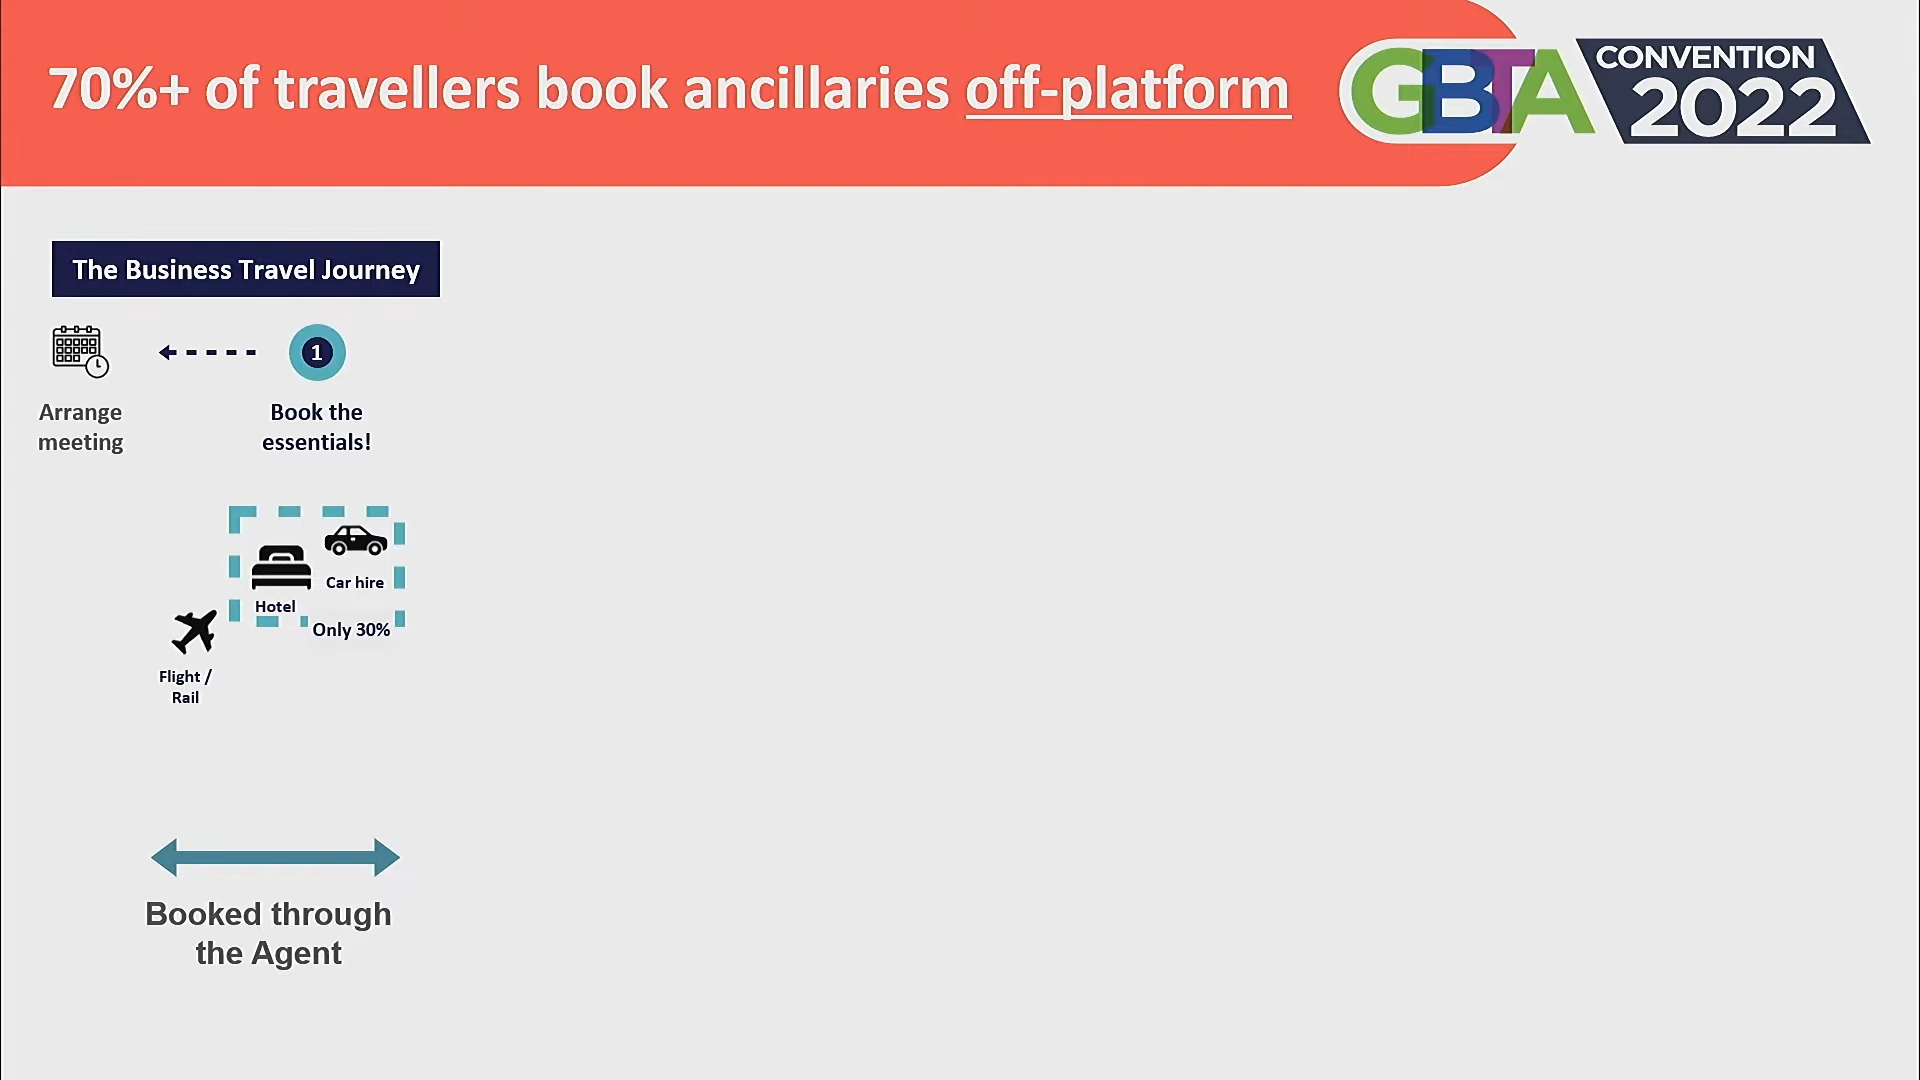 70%+ of travellers book ancillaries off-platform
GBTA
CONVENTION
2022
The Business Travel Journey
1
Arrange
meeting
Book the
essentials!
Car hire
Hotel
Only 30%
Flight /
Rail
Booked through
the Agent